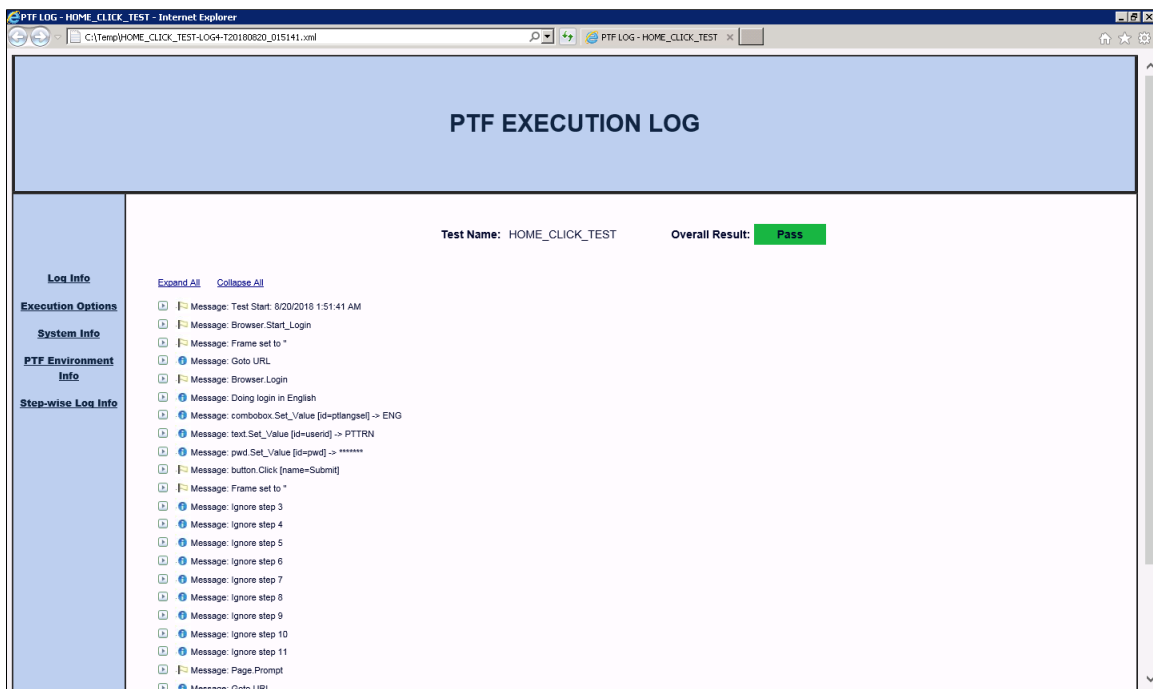 PTF LOG - HOME_CLICK_TEST - Internet Explorer
C:\Temp\HOME_CLICK_TEST-LOG4-T20180820_015141.xml
PTF LOG - HOME_CLICK_TEST
PTF EXECUTION LOG
Test Name: HOME_CLICK_TEST Overall Result: Pass
Log Info
Execution Options
System Info
PTF Environment
Info
Step-wise Log Info
Expand All Collapse All
Message: Test Start: 8/20/2018 1:51:41 AM
Message: Browser.Start_Login
Message: Frame set to ''
Message: Goto URL
Message: Browser.Login
Message: Doing login in English
Message: combobox.Set_Value [id=ptlangsel] -> ENG
Message: text.Set_Value [id=userid] -> PTTRN
Message: pwd.Set_Value [id=pwd] -> *******
Message: button.Click [name=Submit]
Message: Frame set to ''
Message: Ignore step 3
Message: Ignore step 4
Message: Ignore step 5
Message: Ignore step 6
Message: Ignore step 7
Message: Ignore step 8
Message: Ignore step 9
Message: Ignore step 10
Message: Ignore step 11
Message: Page.Prompt
Message: Goto URL